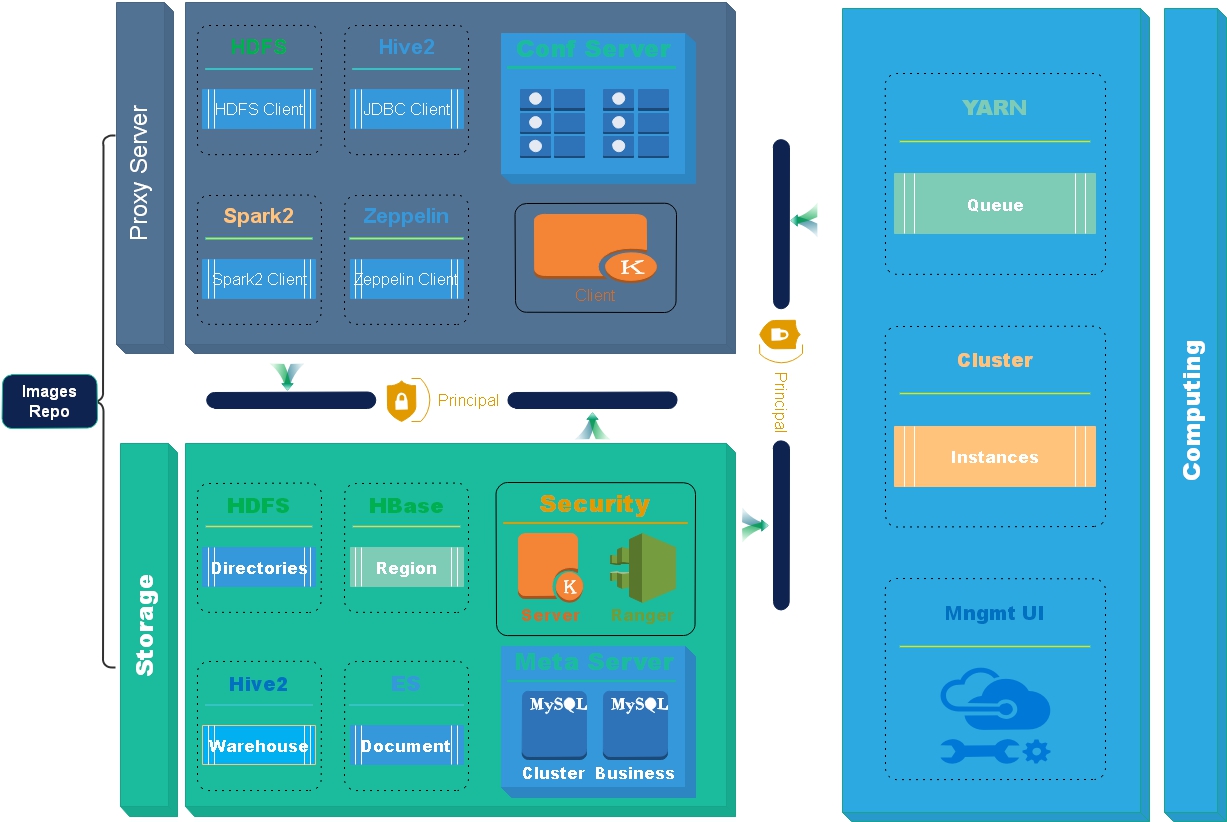 Images
Repo
Proxy Server
HDFS
HDFS Client
Hive2
JDBC Client
Conf Server
Spark2
Spark2 Client
Zeppelin
Zeppelin Client
K
Client
Principal
Principal
Storage
HDFS
Directories
HBase
Region
Security
K
Server
Ranger
Hive2
Warehouse
ES
Document
Meta Server
MySQL
Cluster
MySQL
Business
YARN
Queue
Cluster
Instances
Mngmt UI
Computing